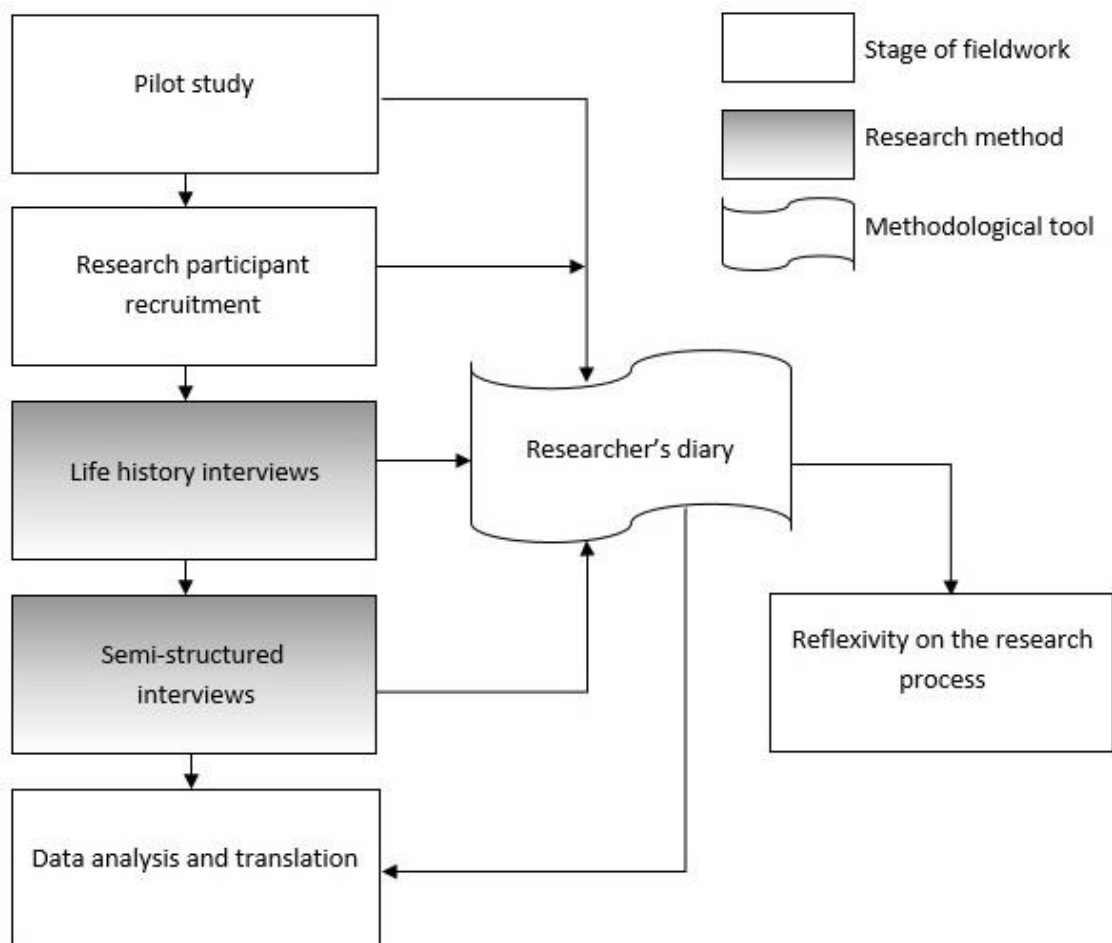 Pilot study
Research participant
recruitment
Life history interviews
Semi-structured
interviews
Data analysis and translation
Researcher’s diary
Reflexivity on the research
process
Stage of fieldwork
Research method
Methodological tool